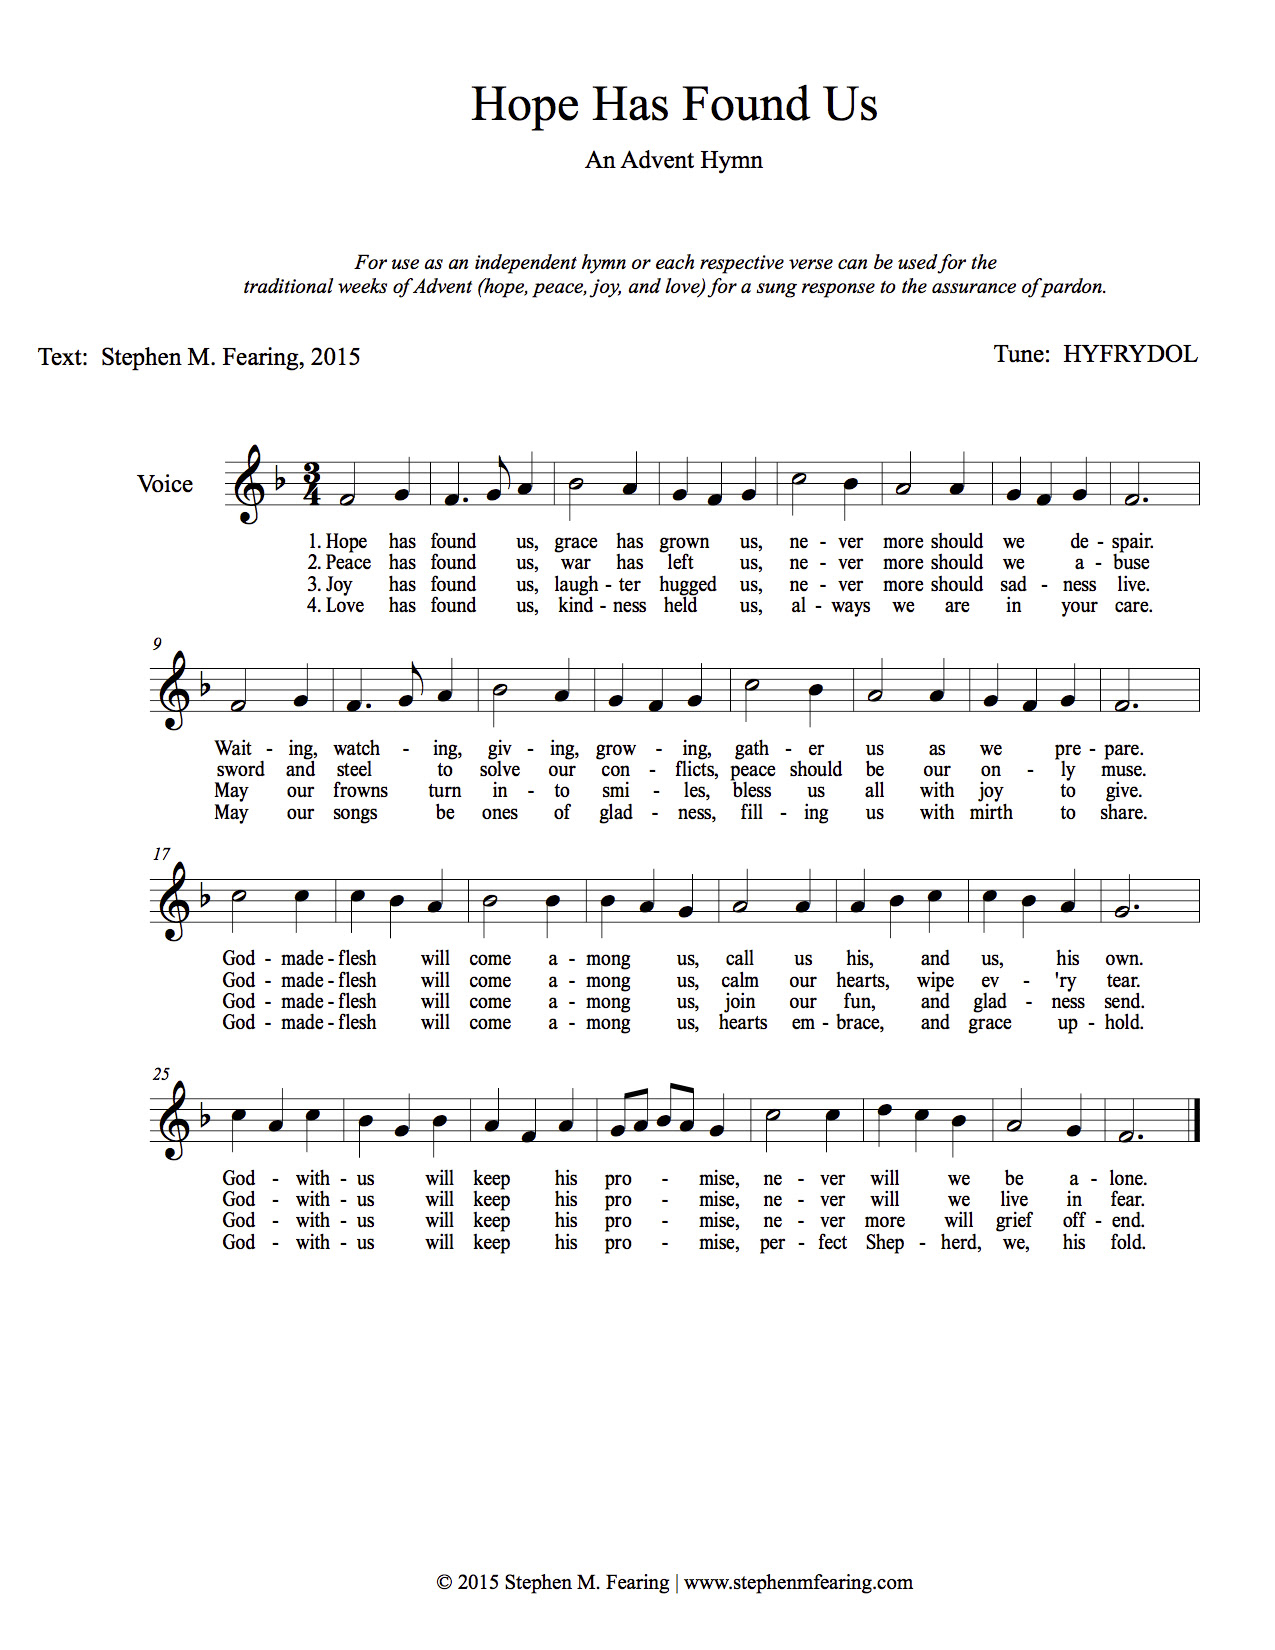 Hope Has Found Us
An Advent Hymn
For use as an independent hymn or each respective verse can be used for the
traditional weeks of Advent (hope, peace, joy, and love) for a sung response to the assurance of pardon.
Text: Stephen M. Fearing, 2015
Tune: HYFRYDOL
Voice
3
4
1. Hope has found us, grace has grown us, ne - ver more should we de - spair.
2. Peace has found us, war has left us, ne - ver more should we a - buse
3. Joy has found us, laugh - ter hugged us, ne - ver more should sad - ness live.
4. Love has found us, kind - ness held us, al - ways we are in your care.
9
Wait - ing, watch - ing, giv - ing, grow - ing, gath - er us as we pre - pare.
sword and steel to solve our con - flicts, peace should be our on - ly muse.
May our frowns turn in - to smi - les, bless us all with joy to give.
May our songs be ones of glad - ness, fill - ing us with mirth to share.
17
God - made - flesh will come a - mong us, call us his, and us, his own.
God - made - flesh will come a - mong us, calm our hearts, wipe ev - 'ry tear.
God - made - flesh will come a - mong us, join our fun, and glad - ness send.
God - made - flesh will come a - mong us, hearts em - brace, and grace up - hold.
25
God - with - us will keep his pro - mise, ne - ver will we be a - lone.
God - with - us will keep his pro - mise, ne - ver will we live in fear.
God - with - us will keep his pro - mise, ne - ver more will grief off - end.
God - with - us will keep his pro - mise, per - fect Shep - herd, we, his fold.
© 2015 Stephen M. Fearing | www.stephenmfearing.com